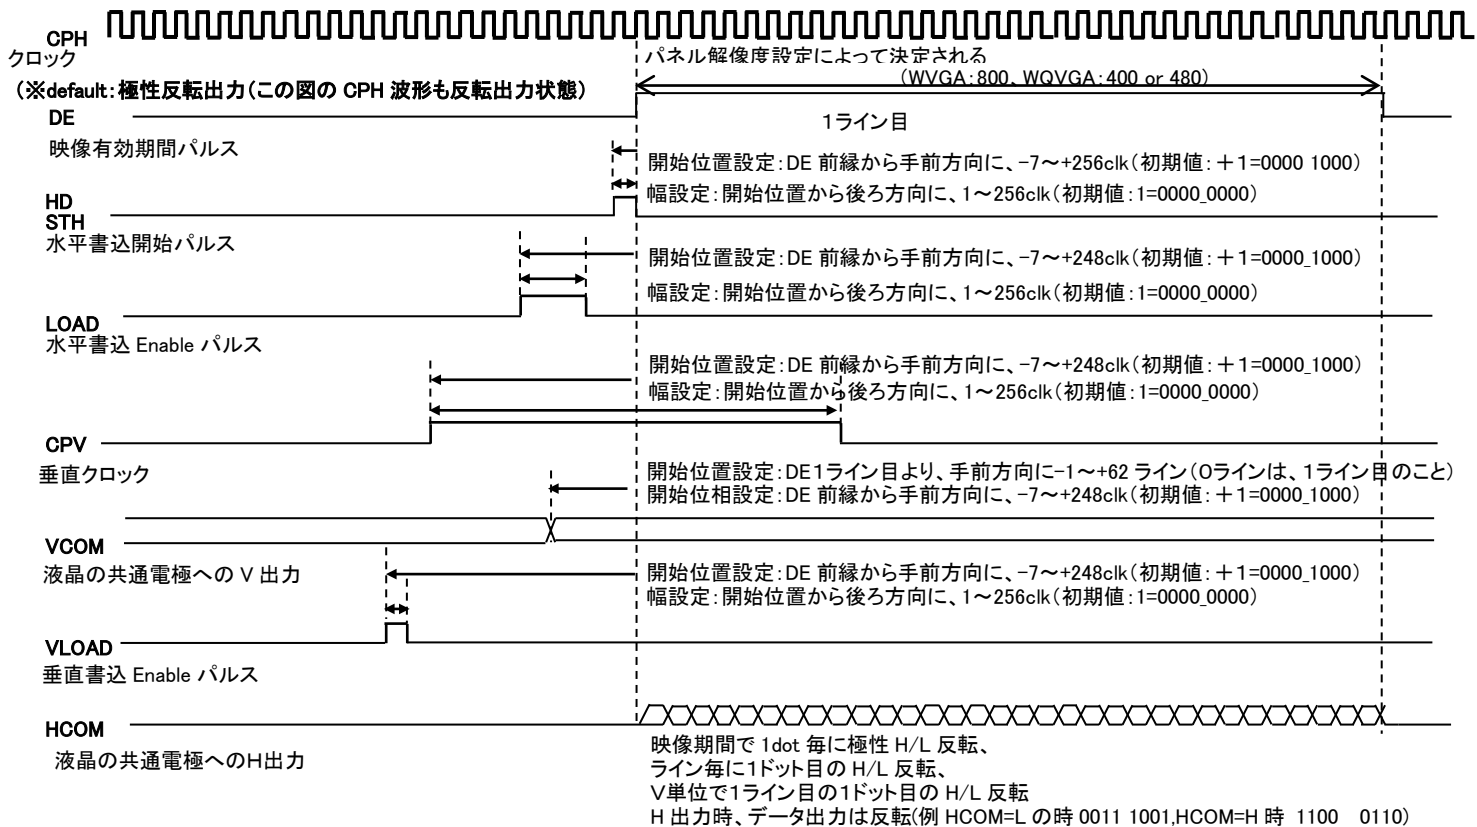 CPH
クロック
パネル解像度設定によって決定される
(WVGA:800、WQVGA:400 or 480)
(※default:極性反転出力(この図の CPH 波形も反転出力状態)
DE
1ライン目
映像有効期間パルス
開始位置設定:DE 前縁から手前方向に、-7～+256clk(初期値:+1=0000 1000)
幅設定:開始位置から後ろ方向に、1～256clk(初期値:1=0000_0000)
HD
STH
水平書込開始パルス
開始位置設定:DE 前縁から手前方向に、-7～+248clk(初期値:+1=0000_1000)
幅設定:開始位置から後ろ方向に、1～256clk(初期値:1=0000_0000)
LOAD
水平書込 Enable パルス
開始位置設定:DE 前縁から手前方向に、-7～+248clk(初期値:+1=0000_1000)
幅設定:開始位置から後ろ方向に、1～256clk(初期値:1=0000_0000)
CPV
垂直クロック
開始位置設定:DE1ライン目より、手前方向に-1～+62 ライン(0ラインは、1ライン目のこと)
開始位相設定:DE 前縁から手前方向に、-7～+248clk(初期値:+1=0000_1000)
VCOM
液晶の共通電極への V 出力
開始位置設定:DE 前縁から手前方向に、-7～+248clk(初期値:+1=0000_1000)
幅設定:開始位置から後ろ方向に、1～256clk(初期値:1=0000_0000)
VLOAD
垂直書込 Enable パルス
HCOM
液晶の共通電極へのH出力
映像期間で 1dot 毎に極性 H/L 反転、
ライン毎に1ドット目の H/L 反転、
V単位で1ライン目の1ドット目の H/L 反転
H 出力時、データ出力は反転(例 HCOM=L の時 0011 1001,HCOM=H 時 1100 0110)